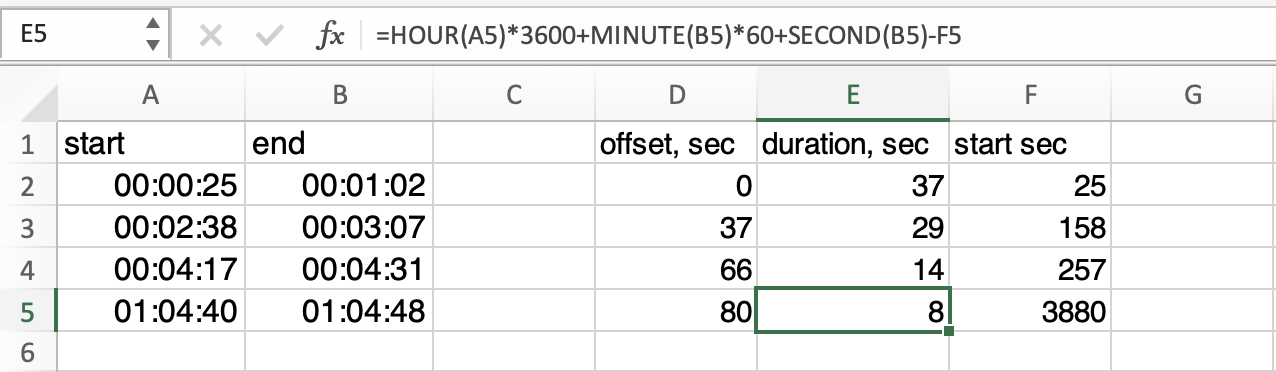 E5 fx =HOUR(A5)*3600+MINUTE(B5)*60+SECOND(B5)-F5
A B C D E F G
1 start end offset, sec duration, sec start sec
2 00:00:25 00:01:02 0 37 25
3 00:02:38 00:03:07 37 29 158
4 00:04:17 00:04:31 66 14 257
5 01:04:40 01:04:48 80 8 3880
6